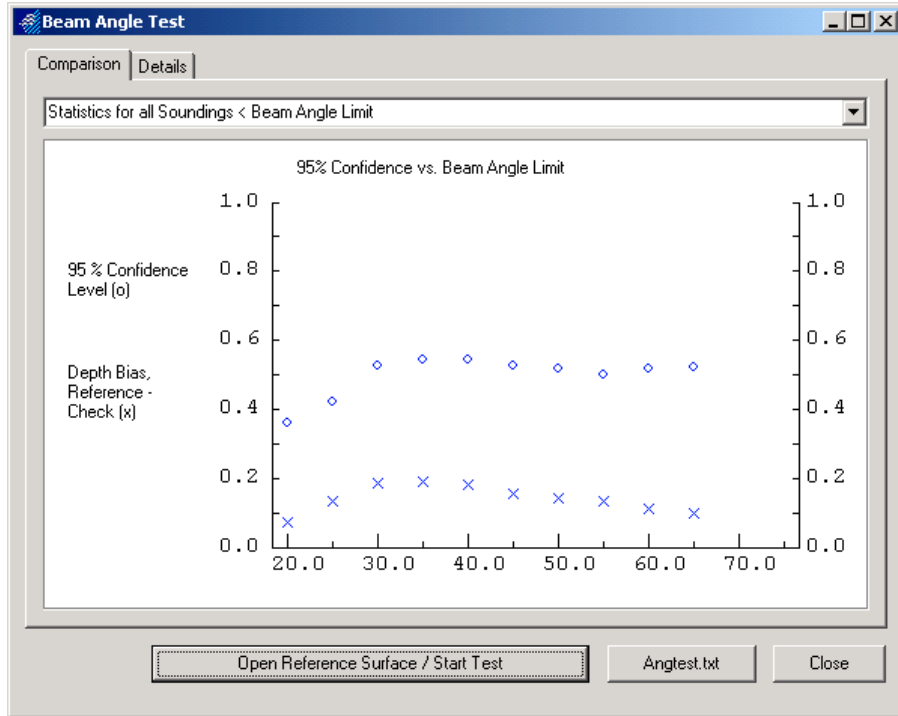 Beam Angle Test
Comparison
Details
Statistics for all Soundings < Beam Angle Limit
95% Confidence vs. Beam Angle Limit
95 % Confidence
Level (o)
Depth Bias,
Reference -
Check (x)
1.0
0.8
0.6
0.4
0.2
0.0
1.0
0.8
0.6
0.4
0.2
0.0
20.0 30.0 40.0 50.0 60.0 70.0
Open Reference Surface / Start Test
Angtest.txt
Close